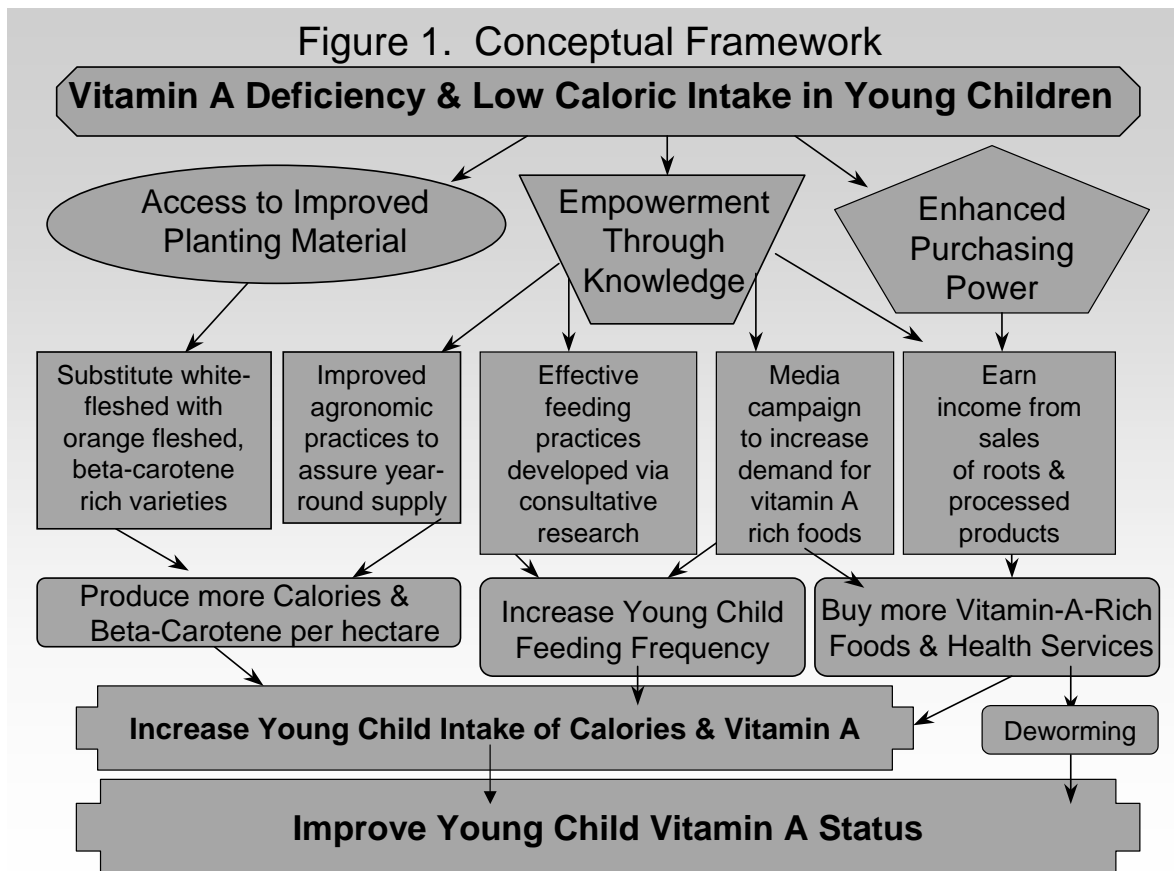 Figure 1. Conceptual Framework
Vitamin A Deficiency & Low Caloric Intake in Young Children
Access to Improved
Planting Material
Empowerment
Through
Knowledge
Enhanced
Purchasing
Power
Substitute white-
fleshed with
orange fleshed,
beta-carotene
rich varieties
Improved
agronomic
practices to
assure year-
round supply
Effective
feeding
practices
developed via
consultative
research
Media
campaign
to increase
demand for
vitamin A
rich foods
Earn
income from
sales
of roots &
processed
products
Produce more Calories &
Beta-Carotene per hectare
Increase Young Child
Feeding Frequency
Buy more Vitamin-A-Rich
Foods & Health Services
Increase Young Child Intake of Calories & Vitamin A
Deworming
Improve Young Child Vitamin A Status